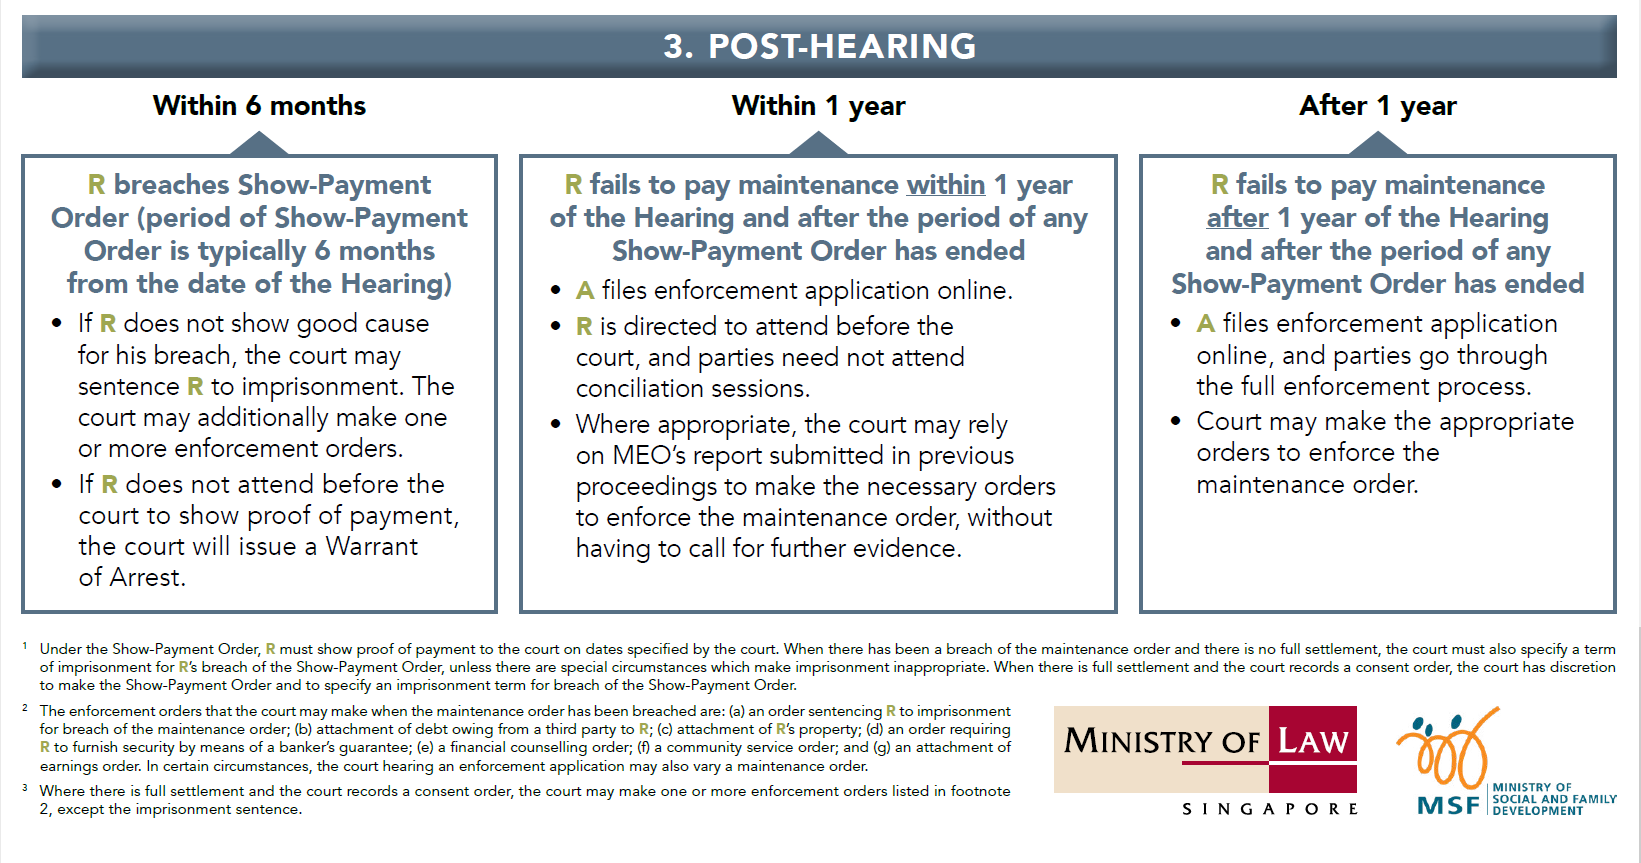 3. POST-HEARING
Within 6 months
R breaches Show-Payment
Order (period of Show-Payment
Order is typically 6 months
from the date of the Hearing)
• If R does not show good cause
for his breach, the court may
sentence R to imprisonment. The
court may additionally make one
or more enforcement orders.
• If R does not attend before the
court to show proof of payment,
the court will issue a Warrant
of Arrest.
Within 1 year
R fails to pay maintenance within 1 year
of the Hearing and after the period of any
Show-Payment Order has ended
• A files enforcement application online.
• R is directed to attend before the
court, and parties need not attend
conciliation sessions.
• Where appropriate, the court may rely
on MEO’s report submitted in previous
proceedings to make the necessary orders
to enforce the maintenance order, without
having to call for further evidence.
After 1 year
R fails to pay maintenance
after 1 year of the Hearing
and after the period of any
Show-Payment Order has ended
• A files enforcement application
online, and parties go through
the full enforcement process.
• Court may make the appropriate
orders to enforce the
maintenance order.
1 Under the Show-Payment Order, R must show proof of payment to the court on dates specified by the court. When there has been a breach of the maintenance order and there is no full settlement, the court must also specify a term
of imprisonment for R’s breach of the Show-Payment Order, unless there are special circumstances which make imprisonment inappropriate. When there is full settlement and the court records a consent order, the court has discretion
to make the Show-Payment Order and to specify an imprisonment term for breach of the Show-Payment Order.
2 The enforcement orders that the court may make when the maintenance order has been breached are: (a) an order sentencing R to imprisonment
for breach of the maintenance order; (b) attachment of debt owing from a third party to R; (c) attachment of R’s property; (d) an order requiring
R to furnish security by means of a banker’s guarantee; (e) a financial counselling order; (f) a community service order; and (g) an attachment of
earnings order. In certain circumstances, the court hearing an enforcement application may also vary a maintenance order.
3 Where there is full settlement and the court records a consent order, the court may make one or more enforcement orders listed in footnote
2, except the imprisonment sentence.
MINISTRY OF LAW
SINGAPORE
MSF
MINISTRY OF
SOCIAL AND FAMILY
DEVELOPMENT